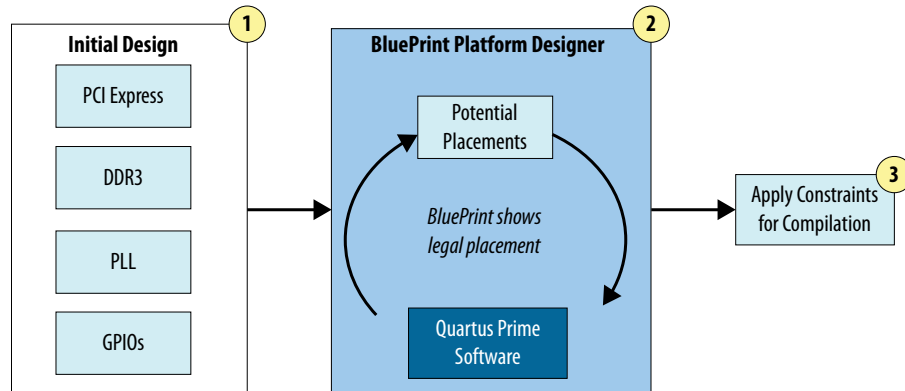 1
Initial Design
PCI Express
DDR3
PLL
GPIOs
2
BluePrint Platform Designer
Potential
Placements
BluePrint shows
legal placement
Quartus Prime
Software
3
Apply Constraints
for Compilation